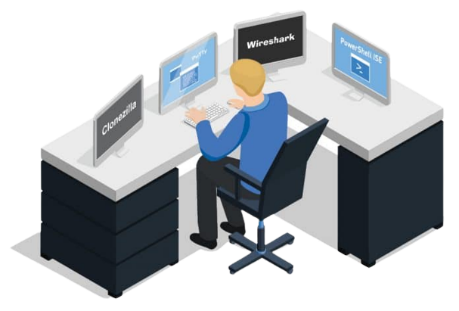 Clonezilla
PuTTY
Wireshark
PowerShell ISE